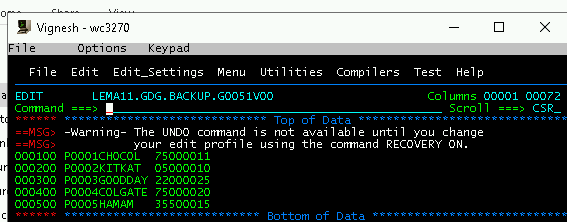 Vignesh - wc3270
File Options Keypad
File Edit Edit_Settings Menu Utilities Compilers Test Help
EDIT LEMA11.GDG.BACKUP.G0051V00 Columns 00001 00072
Command ===> Scroll ===> CSR_
****** ***************************** Top of Data ******************************
==MSG> -Warning- The UNDO command is not available until you change
==MSG> your edit profile using the command RECOVERY ON.
000100 P0001CHOCOL 75000011
000200 P0002KITKAT 05000010
000300 P0003GOODDAY 22000025
000400 P0004COLGATE 75000020
000500 P0005HAMAM 35500015
****** **************************** Bottom of Data ****************************